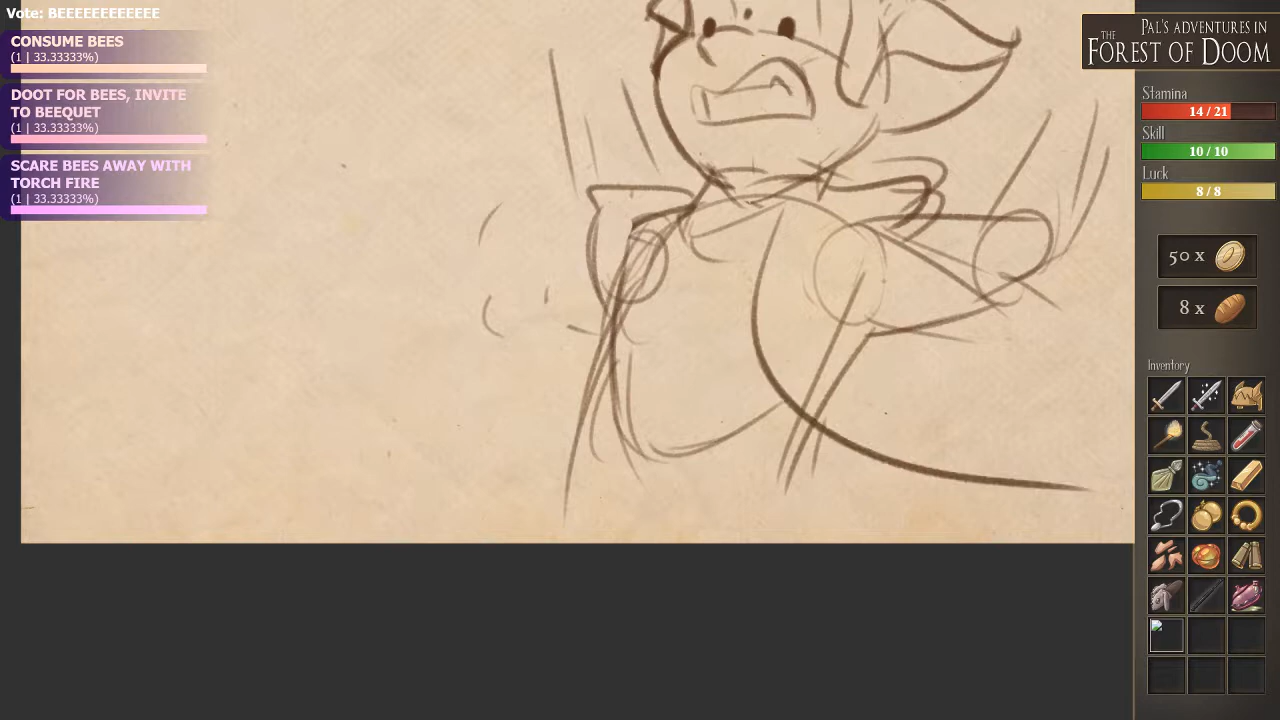 Vote: BEEEEEEEEEEEE
CONSUME BEES
(1 | 33.33333%)
DOOT FOR BEES, INVITE
TO BEEQUET
(1 | 33.33333%)
SCARE BEES AWAY WITH
TORCH FIRE
(1 | 33.33333%)
PAL'S ADVENTURES IN
THE FOREST OF DOOM
Stamina
14 / 21
Skill
10 / 10
Luck
8 / 8
50 x
8 x
Inventory